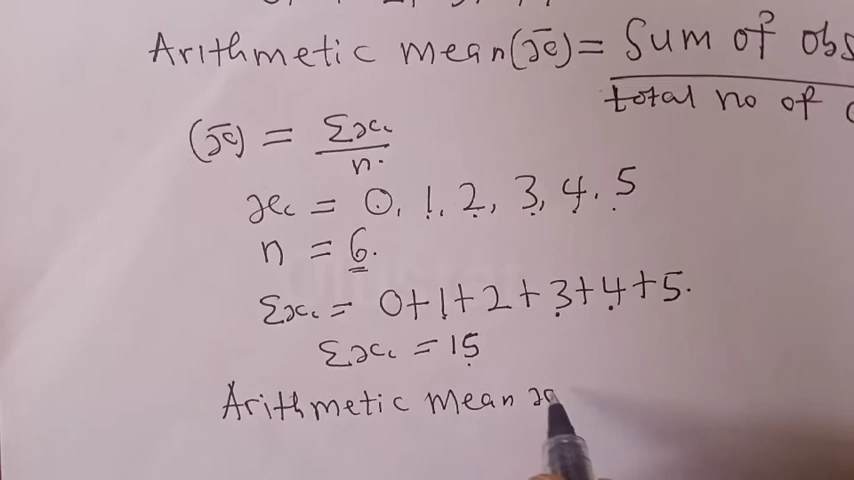 Arithmetic mean (x̄) = Sum of obs
total no of
(x̄) = Σxᵢ
n.
xᵢ = 0, 1, 2, 3, 4, 5
n = 6.
Σxᵢ = 0+1+2+3+4+5.
Σxᵢ = 15
Arithmetic mean x